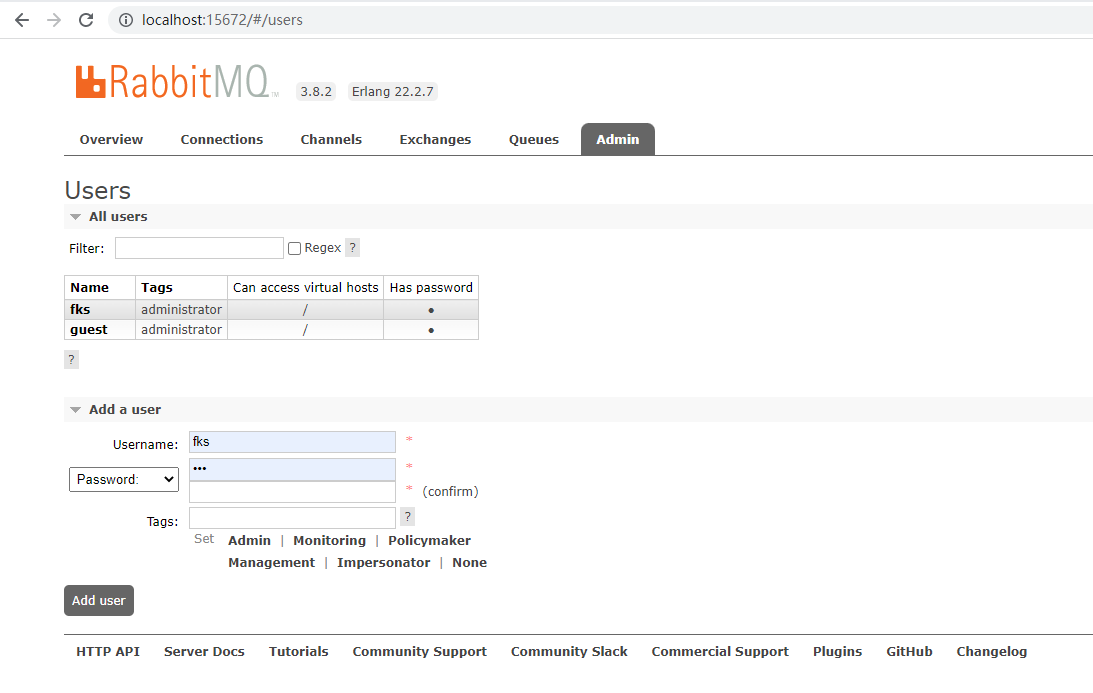 localhost:15672/#/users
RabbitMQ TM 3.8.2 Erlang 22.2.7
Overview Connections Channels Exchanges Queues Admin
Users
All users
Filter: Regex ?
Name Tags Can access virtual hosts Has password
fks administrator / •
guest administrator / •
?
Add a user
Username: fks *
Password: ••• *
* (confirm)
Tags: ?
Set Admin | Monitoring | Policymaker
Management | Impersonator | None
Add user
HTTP API Server Docs Tutorials Community Support Community Slack Commercial Support Plugins GitHub Changelog